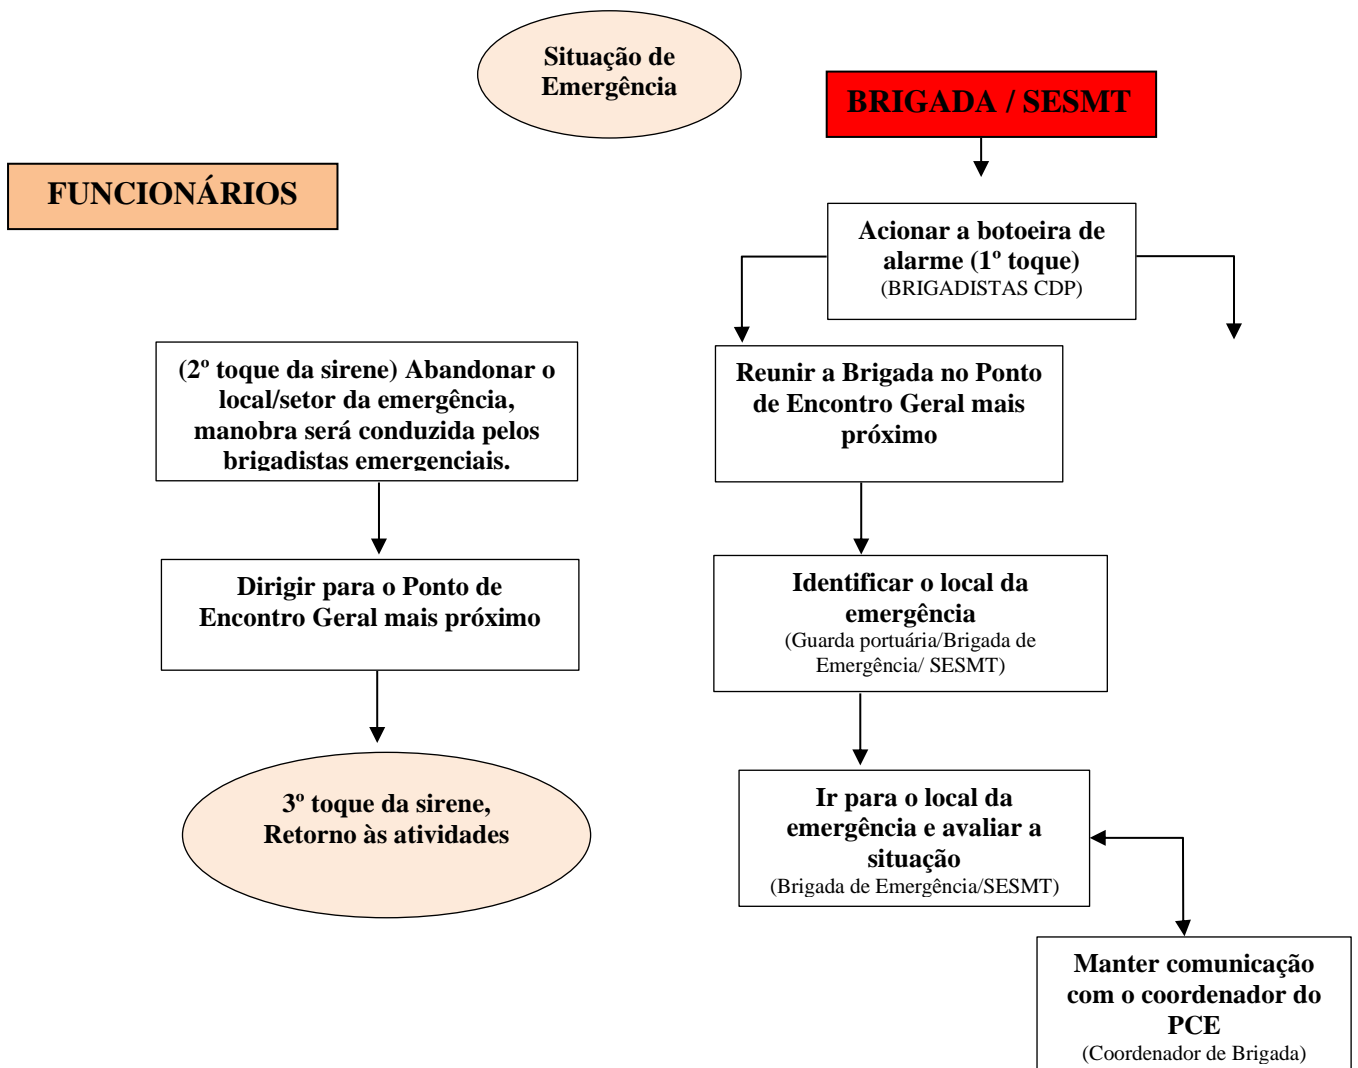 Situação de
Emergência
BRIGADA / SESMT
FUNCIONÁRIOS
Acionar a botoeira de
alarme (1º toque)
(BRIGADISTAS CDP)
(2º toque da sirene) Abandonar o
local/setor da emergência,
manobra será conduzida pelos
brigadistas emergenciais.
Reunir a Brigada no Ponto
de Encontro Geral mais
próximo
Dirigir para o Ponto de
Encontro Geral mais próximo
Identificar o local da
emergência
(Guarda portuária/Brigada de
Emergência/ SESMT)
3º toque da sirene,
Retorno às atividades
Ir para o local da
emergência e avaliar a
situação
(Brigada de Emergência/SESMT)
Manter comunicação
com o coordenador do
PCE
(Coordenador de Brigada)